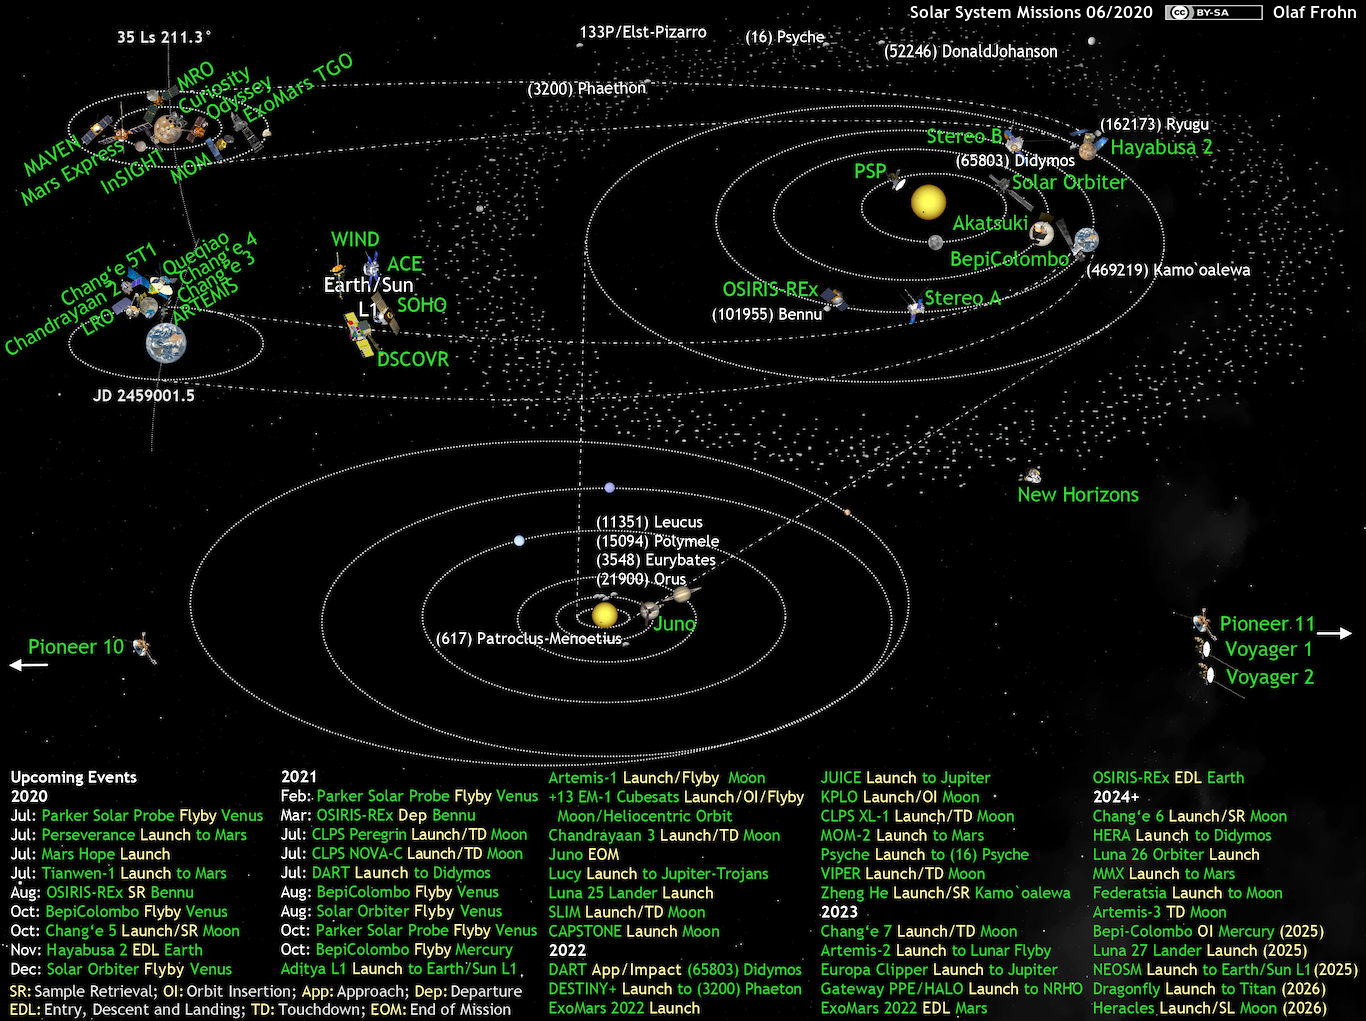 Solar System Missions 06/2020 CC BY-SA Olaf Frohn
35 Ls 211.3°
133P/Elst-Pizarro
(16) Psyche
(52246) DonaldJohanson
(3200) Phaethon
MRO
Curiosity
Odyssey
ExoMars TGO
MAVEN
Mars Express
InSIGHT
MOM
(162173) Ryugu
Hayabusa 2
Stereo B
(65803) Didymos
PSP
Solar Orbiter
Akatsuki
BepiColombo
(469219) Kamo`oalewa
OSIRIS-REx
(101955) Bennu
Stereo A
WIND
ACE
Earth/Sun
L1
SOHO
DSCOVR
Chang‘e 5T1
Queqiao
Chang‘e 4
Chang‘e 3
Chandrayaan 2
LRO
ARTEMIS
JD 2459001.5
New Horizons
(11351) Leucus
(15094) Polymele
(3548) Eurybates
(21900) Orus
Juno
(617) Patroclus-Menoetius
Pioneer 10
Pioneer 11
Voyager 1
Voyager 2
Upcoming Events
2020
Jul: Parker Solar Probe Flyby Venus
Jul: Perseverance Launch to Mars
Jul: Mars Hope Launch
Jul: Tianwen-1 Launch to Mars
Aug: OSIRIS-REx SR Bennu
Oct: BepiColombo Flyby Venus
Oct: Chang‘e 5 Launch/SR Moon
Nov: Hayabusa 2 EDL Earth
Dec: Solar Orbiter Flyby Venus
2021
Feb: Parker Solar Probe Flyby Venus
Mar: OSIRIS-REx Dep Bennu
Jul: CLPS Peregrin Launch/TD Moon
Jul: CLPS NOVA-C Launch/TD Moon
Jul: DART Launch to Didymos
Aug: BepiColombo Flyby Venus
Aug: Solar Orbiter Flyby Venus
Oct: Parker Solar Probe Flyby Venus
Oct: BepiColombo Flyby Mercury
Aditya L1 Launch to Earth/Sun L1
Artemis-1 Launch/Flyby Moon
+13 EM-1 Cubesats Launch/OI/Flyby
Moon/Heliocentric Orbit
Chandrayaan 3 Launch/TD Moon
Juno EOM
Lucy Launch to Jupiter-Trojans
Luna 25 Lander Launch
SLIM Launch/TD Moon
CAPSTONE Launch Moon
2022
DART App/Impact (65803) Didymos
DESTINY+ Launch to (3200) Phaeton
ExoMars 2022 Launch
JUICE Launch to Jupiter
KPLO Launch/OI Moon
CLPS XL-1 Launch/TD Moon
MOM-2 Launch to Mars
Psyche Launch to (16) Psyche
VIPER Launch/TD Moon
Zheng He Launch/SR Kamo`oalewa
2023
Chang‘e 7 Launch/TD Moon
Artemis-2 Launch to Lunar Flyby
Europa Clipper Launch to Jupiter
Gateway PPE/HALO Launch to NRHO
ExoMars 2022 EDL Mars
OSIRIS-REx EDL Earth
2024+
Chang‘e 6 Launch/SR Moon
HERA Launch to Didymos
Luna 26 Orbiter Launch
MMX Launch to Mars
Federatsia Launch to Moon
Artemis-3 TD Moon
Bepi-Colombo OI Mercury (2025)
Luna 27 Lander Launch (2025)
NEOSM Launch to Earth/Sun L1 (2025)
Dragonfly Launch to Titan (2026)
Heracles Launch/SL Moon (2026)
SR: Sample Retrieval; OI: Orbit Insertion; App: Approach; Dep: Departure
EDL: Entry, Descent and Landing; TD: Touchdown; EOM: End of Mission